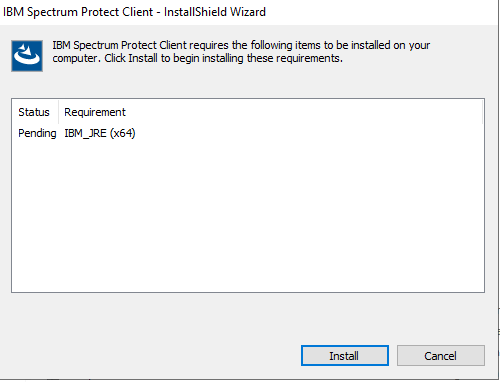 IBM Spectrum Protect Client - InstallShield Wizard
IBM Spectrum Protect Client requires the following items to be installed on your
computer. Click Install to begin installing these requirements.
Status Requirement
Pending IBM_JRE (x64)
Install Cancel